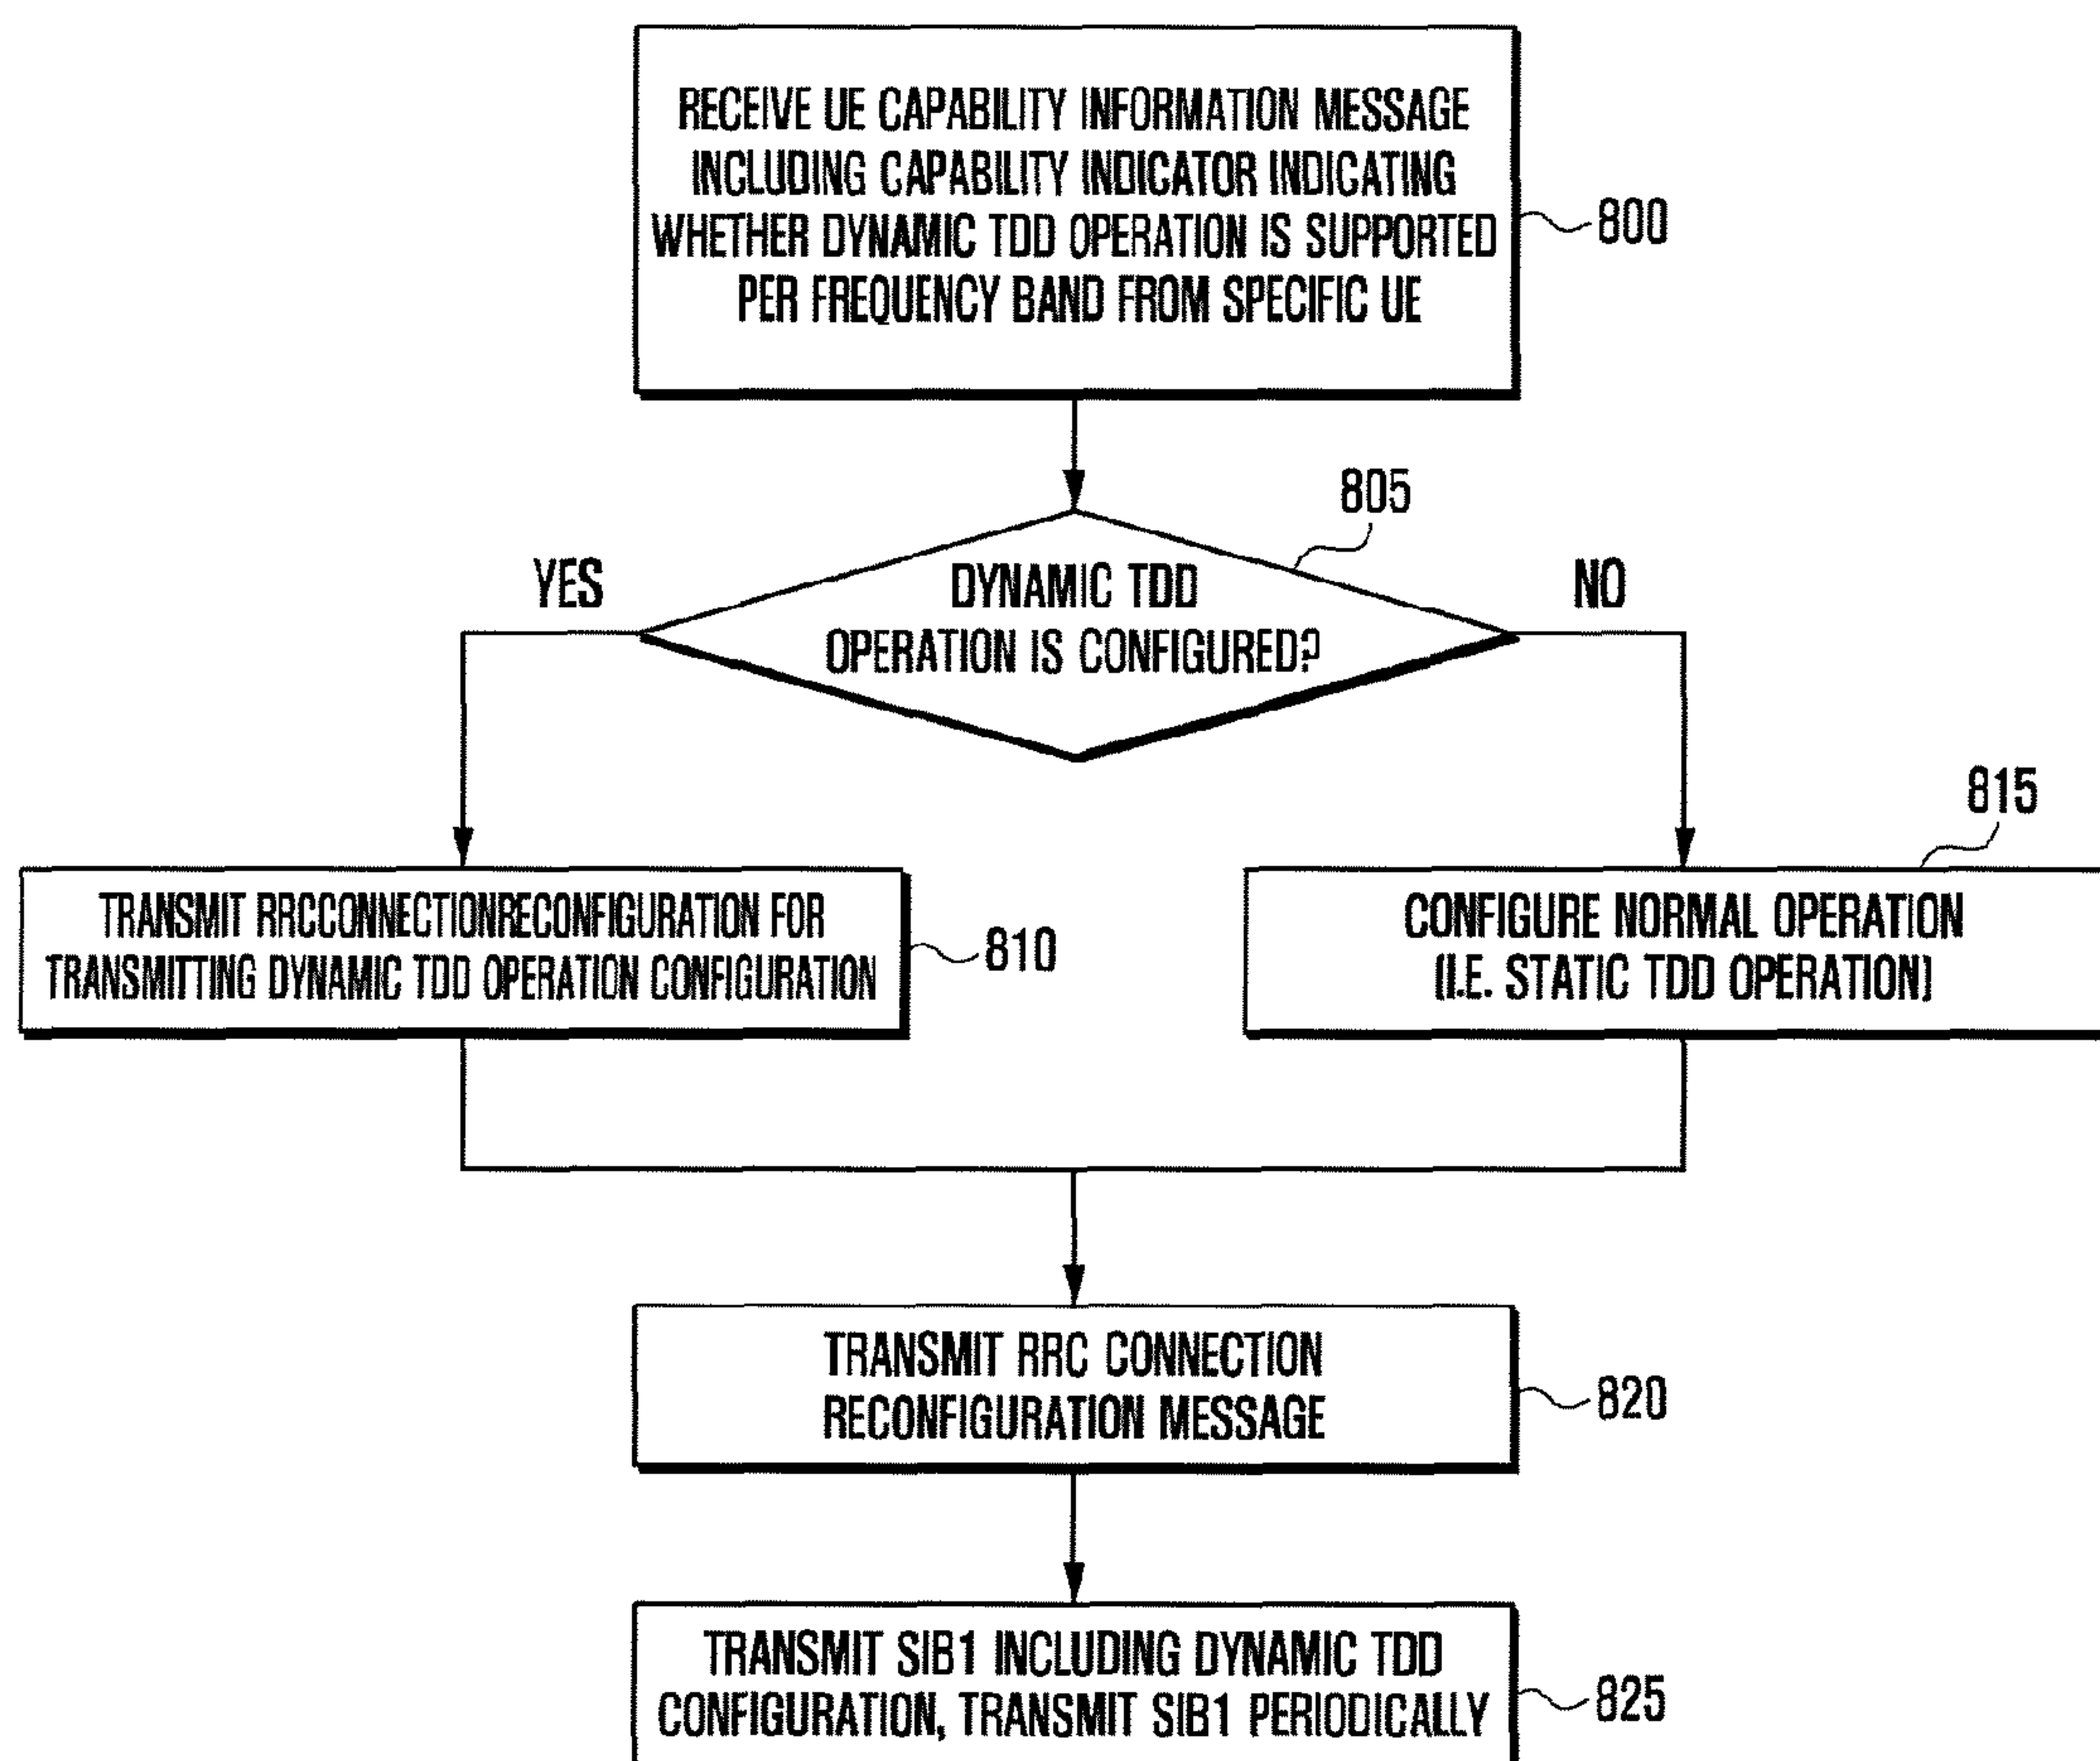 RECEIVE UE CAPABILITY INFORMATION MESSAGE
INCLUDING CAPABILITY INDICATOR INDICATING
WHETHER DYNAMIC TDD OPERATION IS SUPPORTED
PER FREQUENCY BAND FROM SPECIFIC UE
800
805
YES
DYNAMIC TDD
OPERATION IS CONFIGURED?
NO
815
TRANSMIT RRCCONNECTIONRECONFIGURATION FOR
TRANSMITTING DYNAMIC TDD OPERATION CONFIGURATION
810
CONFIGURE NORMAL OPERATION
(I.E. STATIC TDD OPERATION)
TRANSMIT RRC CONNECTION
RECONFIGURATION MESSAGE
820
TRANSMIT SIB1 INCLUDING DYNAMIC TDD
CONFIGURATION, TRANSMIT SIB1 PERIODICALLY
825